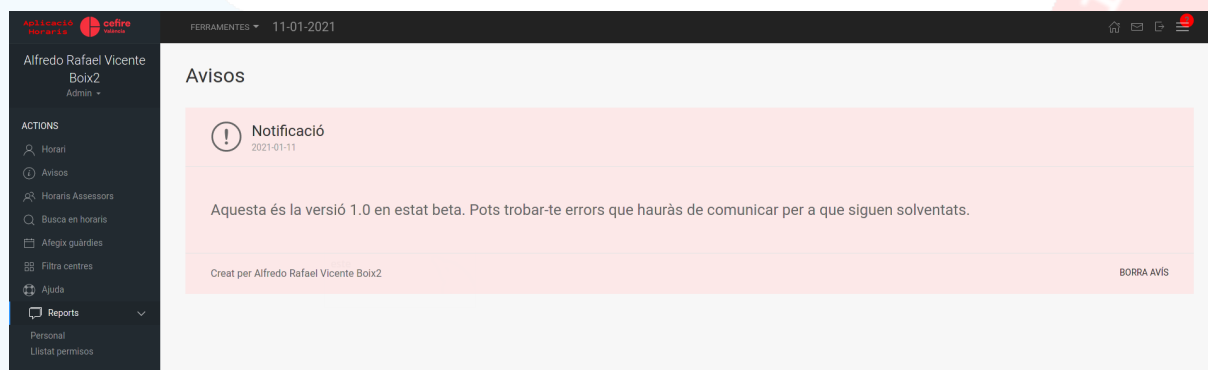 Aplicació
Horaris
cefire
València
FERRAMENTES
11-01-2021
Alfredo Rafael Vicente
Boix2
Admin
ACTIONS
Horari
Avisos
Horaris Assessors
Busca en horaris
Afegix guàrdies
Filtra centres
Ajuda
Reports
Personal
Llistat permisos
Avisos
Notificació
2021-01-11
Aquesta és la versió 1.0 en estat beta. Pots trobar-te errors que hauràs de comunicar per a que siguen solventats.
Creat per Alfredo Rafael Vicente Boix2
BORRA AVÍS